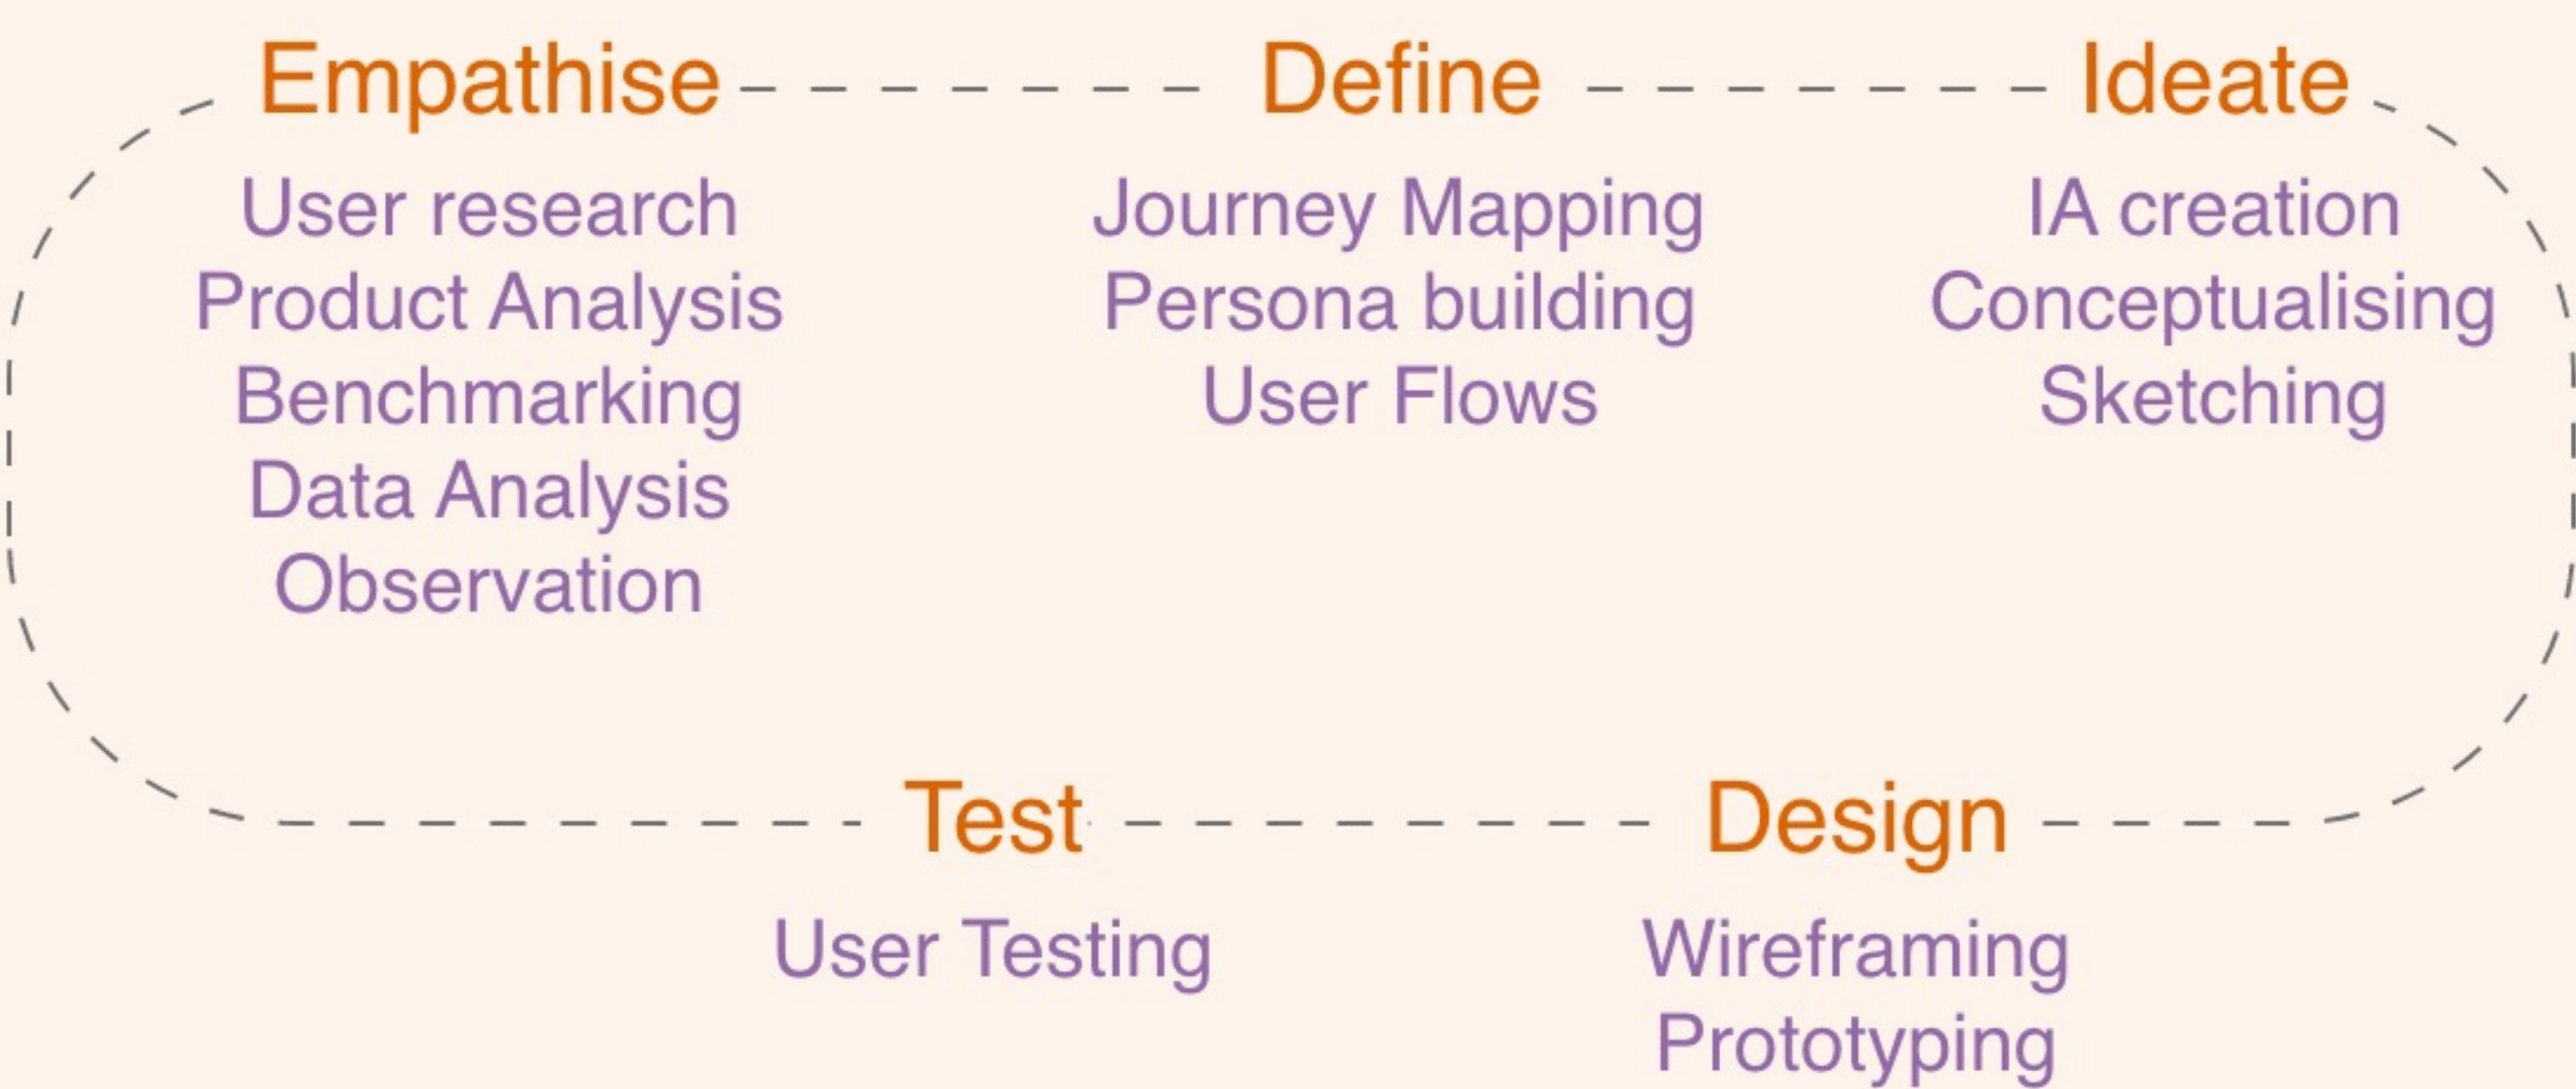 Empathise
User research
Product Analysis
Benchmarking
Data Analysis
Observation
Define
Journey Mapping
Persona building
User Flows
Ideate
IA creation
Conceptualising
Sketching
Test
User Testing
Design
Wireframing
Prototyping